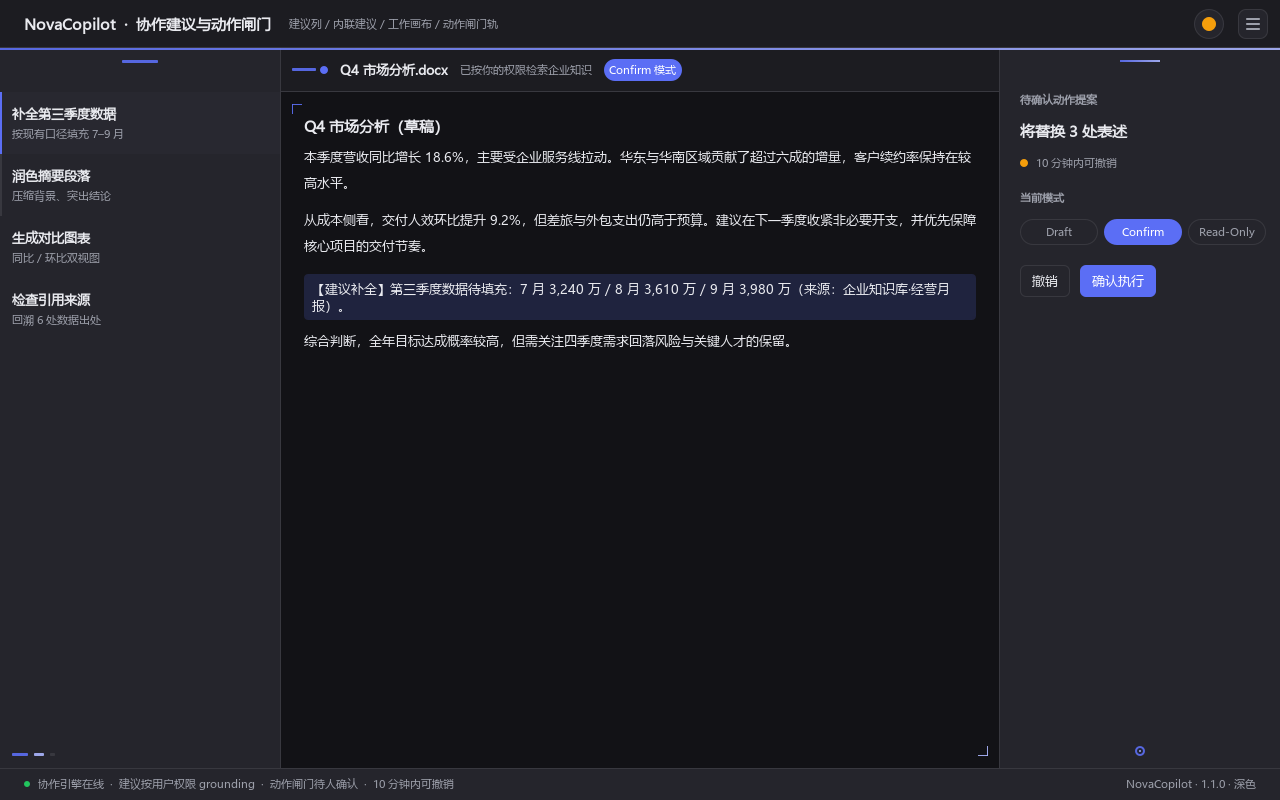 NovaCopilot · 协作建议与动作闸门
建议列 / 内联建议 / 工作画布 / 动作闸门轨
补全第三季度数据
按现有口径填充 7–9 月
润色摘要段落
压缩背景、突出结论
生成对比图表
同比 / 环比双视图
检查引用来源
回溯 6 处数据出处
Q4 市场分析.docx
已按你的权限检索企业知识
Confirm 模式
Q4 市场分析（草稿）
本季度营收同比增长 18.6%，主要受企业服务线拉动。华东与华南区域贡献了超过六成的增量，客户续约率保持在较
高水平。
从成本侧看，交付人效环比提升 9.2%，但差旅与外包支出仍高于预算。建议在下一季度收紧非必要开支，并优先保障
核心项目的交付节奏。
【建议补全】第三季度数据待填充：7 月 3,240 万 / 8 月 3,610 万 / 9 月 3,980 万（来源：企业知识库·经营月
报）。
综合判断，全年目标达成概率较高，但需关注四季度需求回落风险与关键人才的保留。
待确认动作提案
将替换 3 处表述
10 分钟内可撤销
当前模式
Draft
Confirm
Read-Only
撤销
确认执行
协作引擎在线 · 建议按用户权限 grounding · 动作闸门待人确认 · 10 分钟内可撤销
NovaCopilot · 1.1.0 · 深色